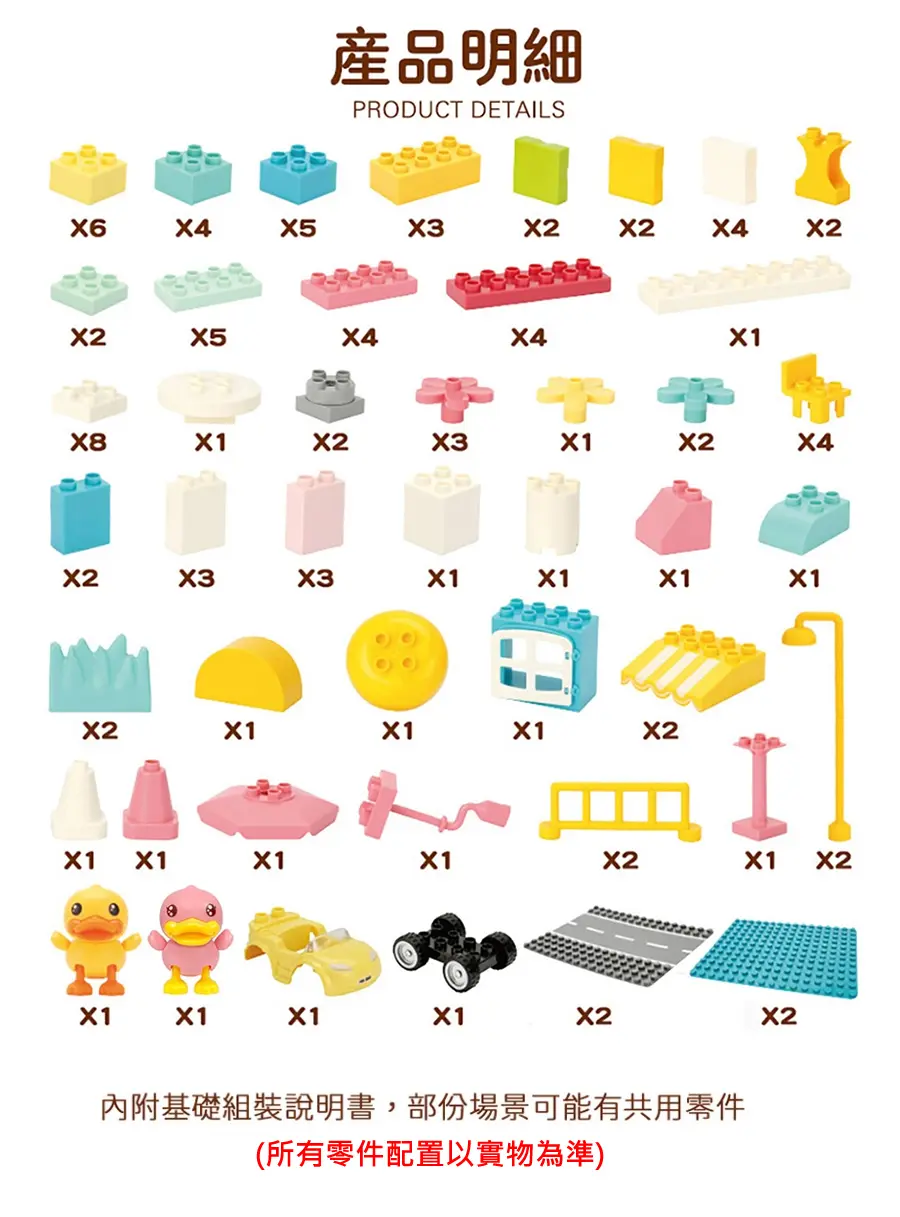 產品明細
PRODUCT DETAILS
X6 X4 X5 X3 X2 X2 X4 X2
X2 X5 X4 X4 X1
X8 X1 X2 X3 X1 X2 X4
X2 X3 X3 X1 X1 X1 X1
X2 X1 X1 X1 X2
X1 X1 X1 X1 X2 X1 X2
X1 X1 X1 X1 X2 X2
內附基礎組裝說明書，部份場景可能有共用零件
(所有零件配置以實物為準)